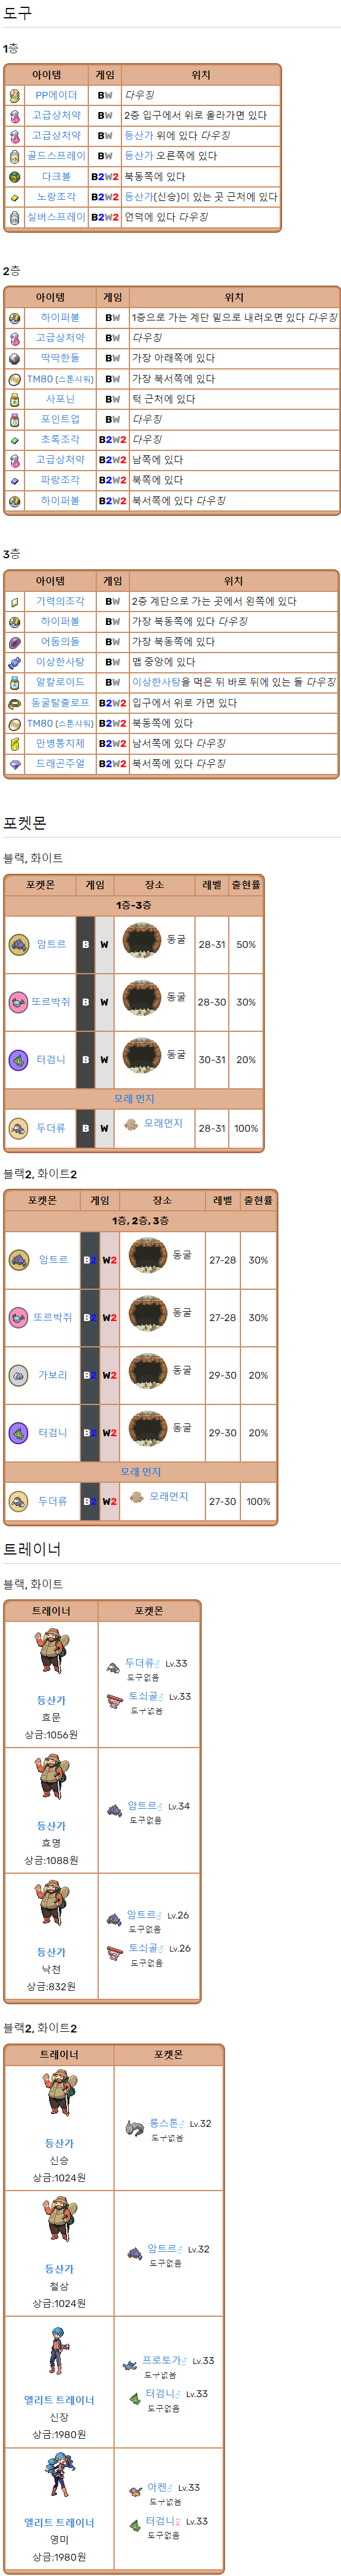 도구
1층
아이템 게임 위치
PP에이더 BW 다우징
고급상처약 BW 2층 입구에서 위로 올라가면 있다
고급상처약 BW 등산가 위에 있다 다우징
골드스프레이 BW 등산가 오른쪽에 있다
다크볼 B2W2 북동쪽에 있다
노랑조각 B2W2 등산가(신승)이 있는 곳 근처에 있다
실버스프레이 B2W2 언덕에 있다 다우징
2층
아이템 게임 위치
하이퍼볼 BW 1층으로 가는 계단 밑으로 내려오면 있다 다우징
고급상처약 BW 다우징
딱딱한돌 BW 가장 아래쪽에 있다
TM80 (스톤샤워) BW 가장 북서쪽에 있다
사포닌 BW 턱 근처에 있다
포인트업 BW 다우징
초록조각 B2W2 다우징
고급상처약 B2W2 남쪽에 있다
파랑조각 B2W2 북쪽에 있다
하이퍼볼 B2W2 북서쪽에 있다 다우징
3층
아이템 게임 위치
기력의조각 BW 2층 계단으로 가는 곳에서 왼쪽에 있다
하이퍼볼 BW 가장 북동쪽에 있다 다우징
어둠의돌 BW 가장 북동쪽에 있다
이상한사탕 BW 맵 중앙에 있다
알칼로이드 BW 이상한사탕을 먹은 뒤 바로 뒤에 있는 돌 다우징
동굴탈출로프 B2W2 입구에서 위로 가면 있다
TM80 (스톤샤워) B2W2 북동쪽에 있다
만병통치제 B2W2 남서쪽에 있다 다우징
드래곤주얼 B2W2 북서쪽에 있다 다우징
포켓몬
블랙, 화이트
포켓몬 게임 장소 레벨 출현률
1층-3층
암트르 B W 동굴 28-31 50%
또르박쥐 B W 동굴 28-30 30%
터검니 B W 동굴 30-31 20%
모래 먼지
두더류 B W 모래먼지 28-31 100%
블랙2, 화이트2
포켓몬 게임 장소 레벨 출현률
1층, 2층, 3층
암트르 B2 W2 동굴 27-28 30%
또르박쥐 B2 W2 동굴 27-28 30%
가보리 B2 W2 동굴 29-30 20%
터검니 B2 W2 동굴 29-30 20%
모래 먼지
두더류 B2 W2 모래먼지 27-30 100%
트레이너
블랙, 화이트
트레이너 포켓몬
등산가
효문
상금:1056원
두더류♂ Lv.33
도구없음
토쇠골♂ Lv.33
도구없음
등산가
효명
상금:1088원
암트르♂ Lv.34
도구없음
등산가
낙천
상금:832원
암트르♂ Lv.26
도구없음
토쇠골♂ Lv.26
도구없음
블랙2, 화이트2
트레이너 포켓몬
등산가
신승
상금:1024원
롱스톤♂ Lv.32
도구없음
등산가
철삼
상금:1024원
암트르♂ Lv.32
도구없음
엘리트 트레이너
신장
상금:1980원
프로토가♂ Lv.33
도구없음
터검니♂ Lv.33
도구없음
엘리트 트레이너
영미
상금:1980원
아켄♂ Lv.33
도구없음
터검니♀ Lv.33
도구없음